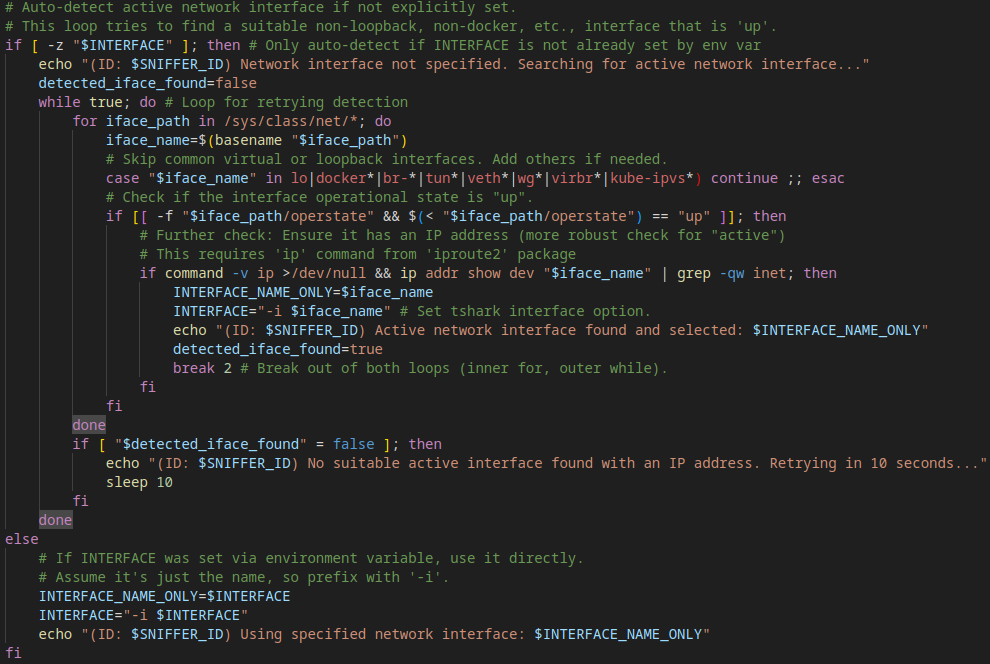 # Auto-detect active network interface if not explicitly set.
# This loop tries to find a suitable non-loopback, non-docker, etc., interface that is 'up'.
if [ -z "$INTERFACE" ]; then # Only auto-detect if INTERFACE is not already set by env var
    echo "(ID: $SNIFFER_ID) Network interface not specified. Searching for active network interface..."
    detected_iface_found=false
    while true; do # Loop for retrying detection
        for iface_path in /sys/class/net/*; do
            iface_name=$(basename "$iface_path")
            # Skip common virtual or loopback interfaces. Add others if needed.
            case "$iface_name" in lo|docker*|br-*|tun*|veth*|wg*|virbr*|kube-ipvs*) continue ;; esac
            # Check if the interface operational state is "up".
            if [[ -f "$iface_path/operstate" && $(< "$iface_path/operstate") == "up" ]]; then
                # Further check: Ensure it has an IP address (more robust check for "active")
                # This requires 'ip' command from 'iproute2' package
                if command -v ip >/dev/null && ip addr show dev "$iface_name" | grep -qw inet; then
                    INTERFACE_NAME_ONLY=$iface_name
                    INTERFACE="-i $iface_name" # Set tshark interface option.
                    echo "(ID: $SNIFFER_ID) Active network interface found and selected: $INTERFACE_NAME_ONLY"
                    detected_iface_found=true
                    break 2 # Break out of both loops (inner for, outer while).
                fi
            fi
        done
        if [ "$detected_iface_found" = false ]; then
            echo "(ID: $SNIFFER_ID) No suitable active interface found with an IP address. Retrying in 10 seconds..."
            sleep 10
        fi
    done
else
    # If INTERFACE was set via environment variable, use it directly.
    # Assume it's just the name, so prefix with '-i'.
    INTERFACE_NAME_ONLY=$INTERFACE
    INTERFACE="-i $INTERFACE"
    echo "(ID: $SNIFFER_ID) Using specified network interface: $INTERFACE_NAME_ONLY"
fi